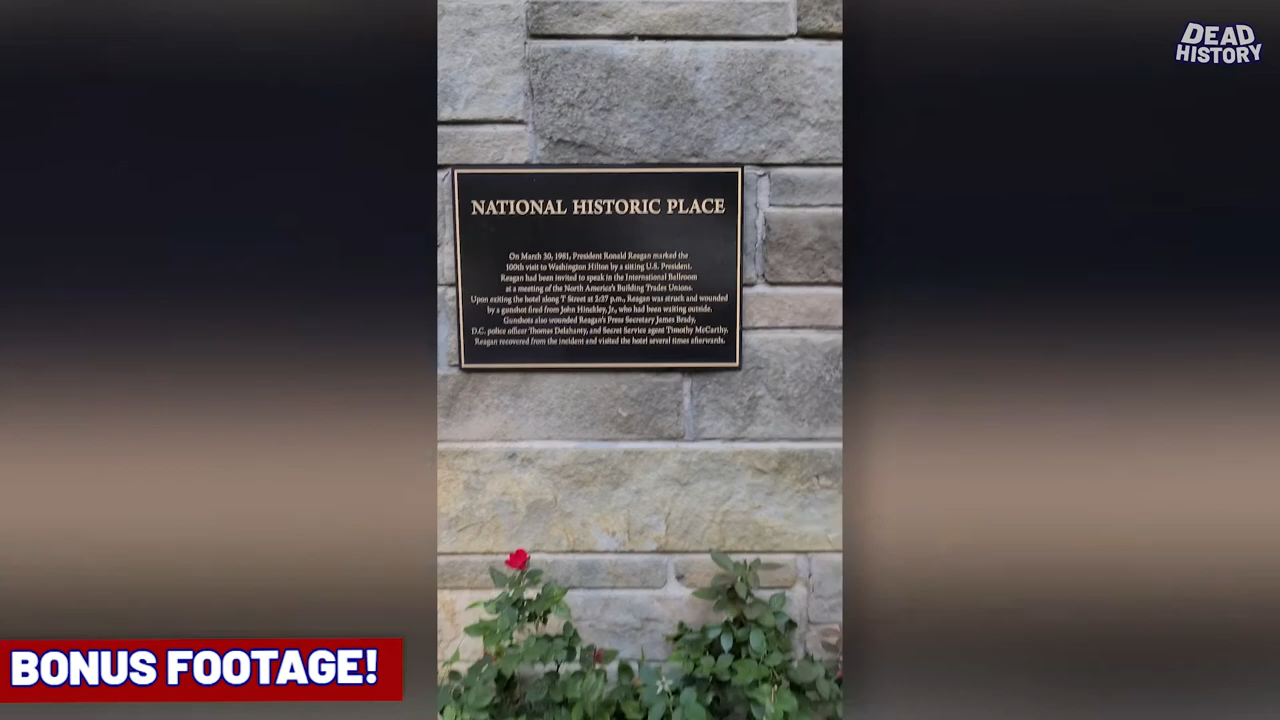 DEAD
HISTORY
NATIONAL HISTORIC PLACE
On March 30, 1981, President Ronald Reagan marked the
100th visit to Washington Hilton by a sitting U.S. President.
Reagan had been invited to speak in the International Ballroom
at a meeting of the North America's Building Trades Unions.
Upon exiting the hotel along T Street at 2:27 p.m., Reagan was struck and wounded
by a gunshot fired from John Hinckley, Jr., who had been waiting outside.
Gunshots also wounded Reagan's Press Secretary James Brady,
D.C. police officer Thomas Delahanty, and Secret Service agent Timothy McCarthy.
Reagan recovered from the incident and visited the hotel several times afterwards.
BONUS FOOTAGE!